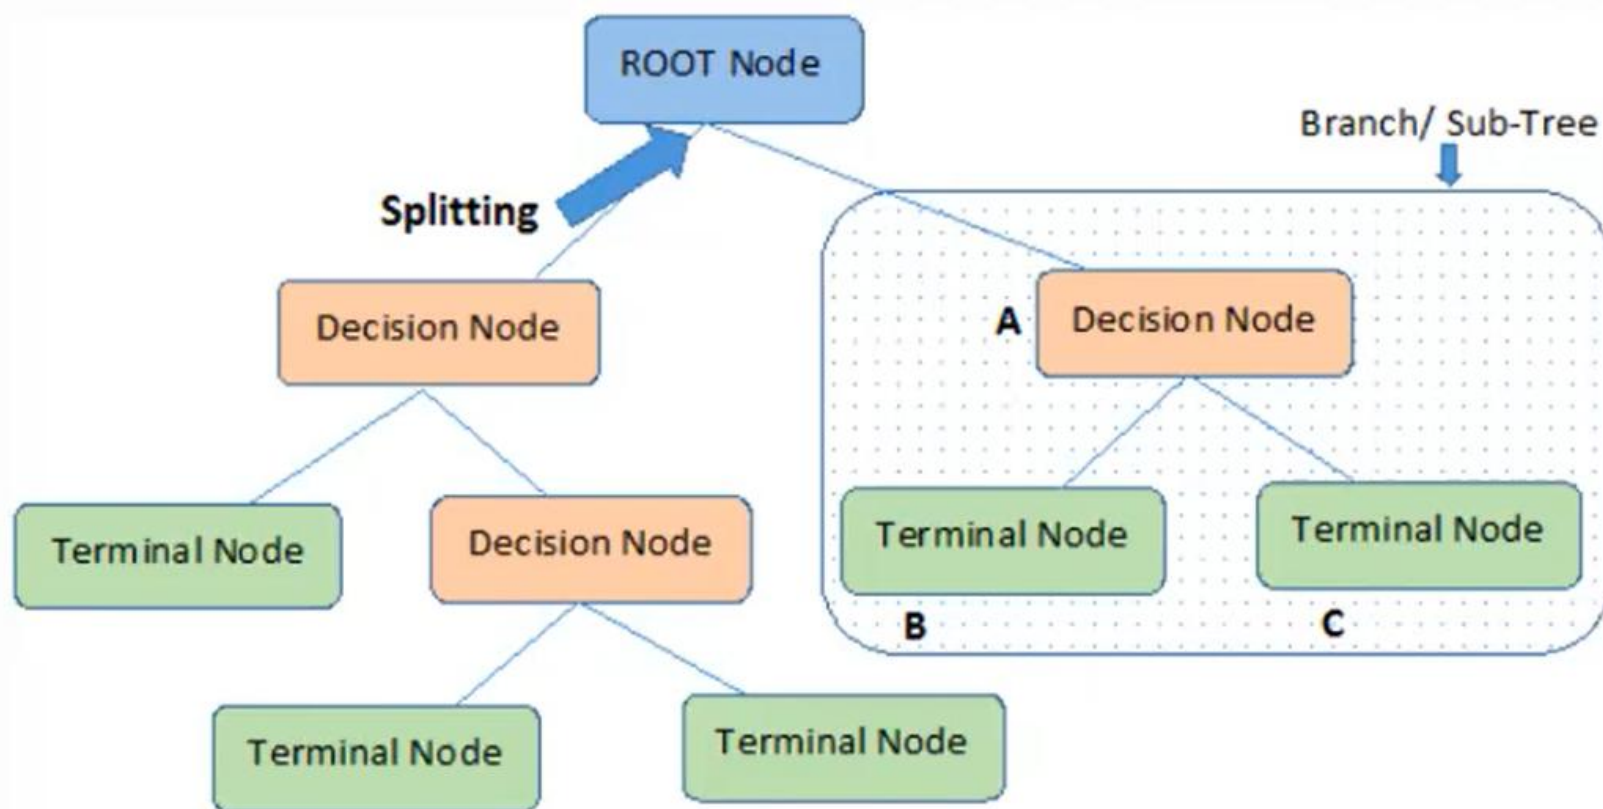 ROOT Node
Branch/ Sub-Tree
Splitting
Decision Node
A
Decision Node
Terminal Node
Decision Node
Terminal Node
Terminal Node
B
C
Terminal Node
Terminal Node